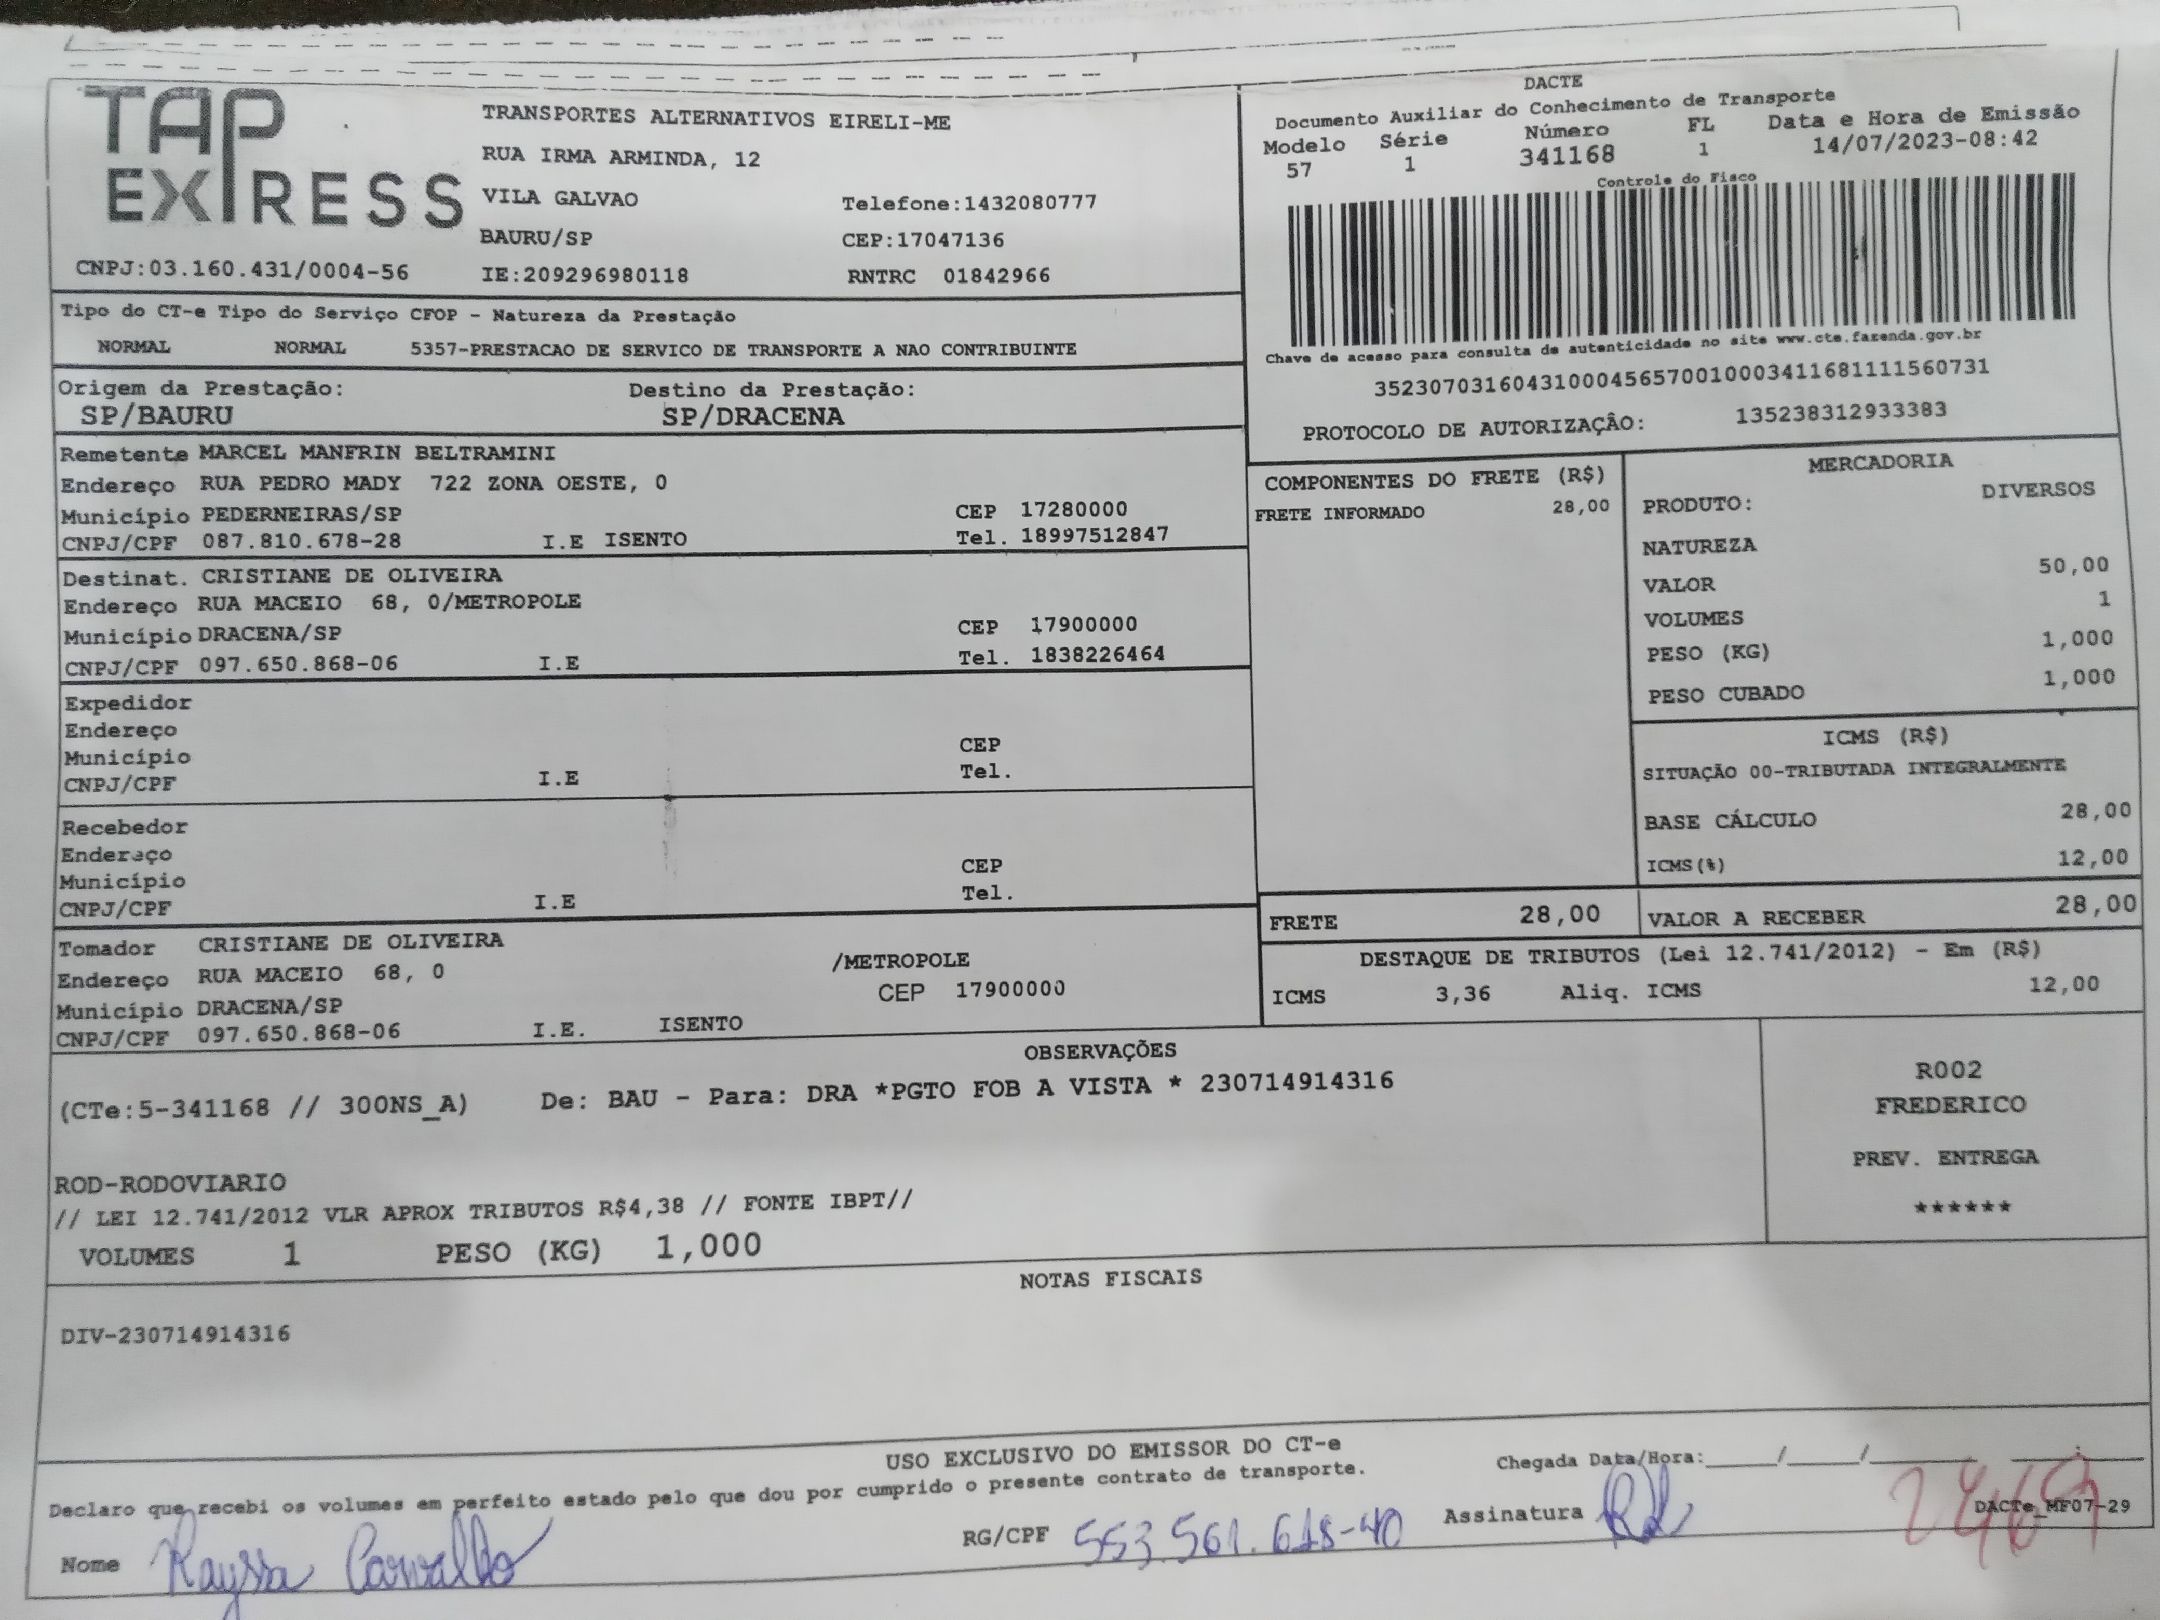 TAP EXPRESS
TRANSPORTES ALTERNATIVOS EIRELI-ME
RUA IRMA ARMINDA, 12
VILA GALVAO Telefone:1432080777
BAURU/SP CEP:17047136
CNPJ:03.160.431/0004-56 IE:209296980118 RNTRC 01842966
DACTE
Documento Auxiliar do Conhecimento de Transporte
Modelo Série Número FL Data e Hora de Emissão
57 1 341168 1 14/07/2023-08:42
Controle do Fisco
Chave de acesso para consulta de autenticidade no site www.cte.fazenda.gov.br
35230703160431000456570010003411681111560731
PROTOCOLO DE AUTORIZAÇÂO: 135238312933383
Tipo do CT-e Tipo do Serviço CFOP - Natureza da Prestação
NORMAL NORMAL 5357-PRESTACAO DE SERVICO DE TRANSPORTE A NAO CONTRIBUINTE
Origem da Prestação: Destino da Prestação:
SP/BAURU SP/DRACENA
Remetente MARCEL MANFRIN BELTRAMINI
Endereço RUA PEDRO MADY 722 ZONA OESTE, 0
Município PEDERNEIRAS/SP CEP 17280000
CNPJ/CPF 087.810.678-28 I.E ISENTO Tel. 18997512847
Destinat. CRISTIANE DE OLIVEIRA
Endereço RUA MACEIO 68, 0/METROPOLE
Município DRACENA/SP CEP 17900000
CNPJ/CPF 097.650.868-06 I.E Tel. 1838226464
Expedidor
Endereço
Município CEP
CNPJ/CPF I.E Tel.
Recebedor
Endereço
Município CEP
CNPJ/CPF I.E Tel.
Tomador CRISTIANE DE OLIVEIRA
Endereço RUA MACEIO 68, 0 /METROPOLE
Município DRACENA/SP CEP 17900000
CNPJ/CPF 097.650.868-06 I.E. ISENTO
COMPONENTES DO FRETE (R$)
FRETE INFORMADO 28,00
MERCADORIA
PRODUTO: DIVERSOS
NATUREZA
VALOR 50,00
VOLUMES 1
PESO (KG) 1,000
PESO CUBADO 1,000
ICMS (R$)
SITUAÇÃO 00-TRIBUTADA INTEGRALMENTE
BASE CÁLCULO 28,00
ICMS(%) 12,00
FRETE 28,00 VALOR A RECEBER 28,00
DESTAQUE DE TRIBUTOS (Lei 12.741/2012) - Em (R$)
ICMS 3,36 Aliq. ICMS 12,00
OBSERVAÇÕES
(CTe:5-341168 // 300NS_A) De: BAU - Para: DRA *PGTO FOB A VISTA * 230714914316
ROD-RODOVIARIO
// LEI 12.741/2012 VLR APROX TRIBUTOS R$4,38 // FONTE IBPT//
VOLUMES 1 PESO (KG) 1,000
R002
FREDERICO
PREV. ENTREGA
******
NOTAS FISCAIS
DIV-230714914316
USO EXCLUSIVO DO EMISSOR DO CT-e
Declaro que recebi os volumes em perfeito estado pelo que dou por cumprido o presente contrato de transporte.
Chegada Data/Hora:_____/_____/_____ _____
Nome Rayssa Carvalho RG/CPF 553.561.618-40 Assinatura
DACTe_MF07-29